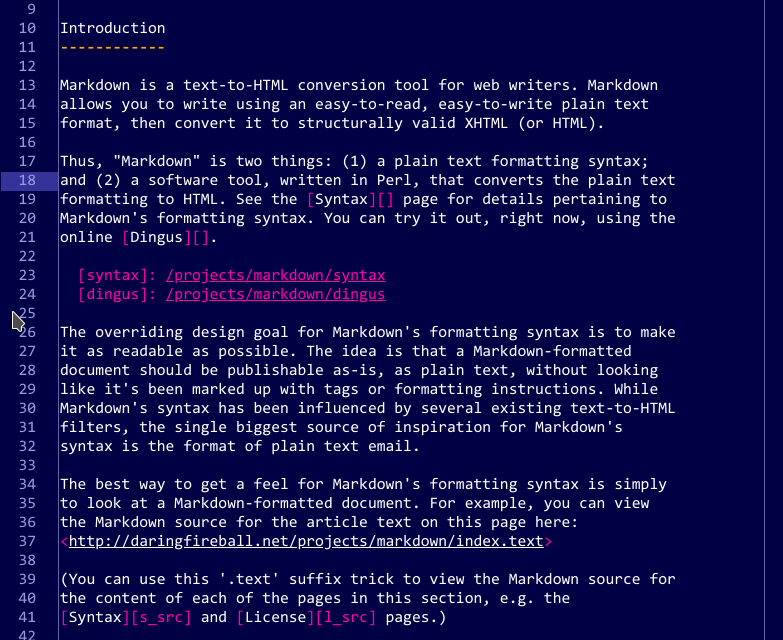 9
10 Introduction
11 ------------
12
13 Markdown is a text-to-HTML conversion tool for web writers. Markdown
14 allows you to write using an easy-to-read, easy-to-write plain text
15 format, then convert it to structurally valid XHTML (or HTML).
16
17 Thus, "Markdown" is two things: (1) a plain text formatting syntax;
18 and (2) a software tool, written in Perl, that converts the plain text
19 formatting to HTML. See the [Syntax][] page for details pertaining to
20 Markdown's formatting syntax. You can try it out, right now, using the
21 online [Dingus][].
22
23   [syntax]: /projects/markdown/syntax
24   [dingus]: /projects/markdown/dingus
25
26 The overriding design goal for Markdown's formatting syntax is to make
27 it as readable as possible. The idea is that a Markdown-formatted
28 document should be publishable as-is, as plain text, without looking
29 like it's been marked up with tags or formatting instructions. While
30 Markdown's syntax has been influenced by several existing text-to-HTML
31 filters, the single biggest source of inspiration for Markdown's
32 syntax is the format of plain text email.
33
34 The best way to get a feel for Markdown's formatting syntax is simply
35 to look at a Markdown-formatted document. For example, you can view
36 the Markdown source for the article text on this page here:
37 <http://daringfireball.net/projects/markdown/index.text>
38
39 (You can use this '.text' suffix trick to view the Markdown source for
40 the content of each of the pages in this section, e.g. the
41 [Syntax][s_src] and [License][l_src] pages.)
42